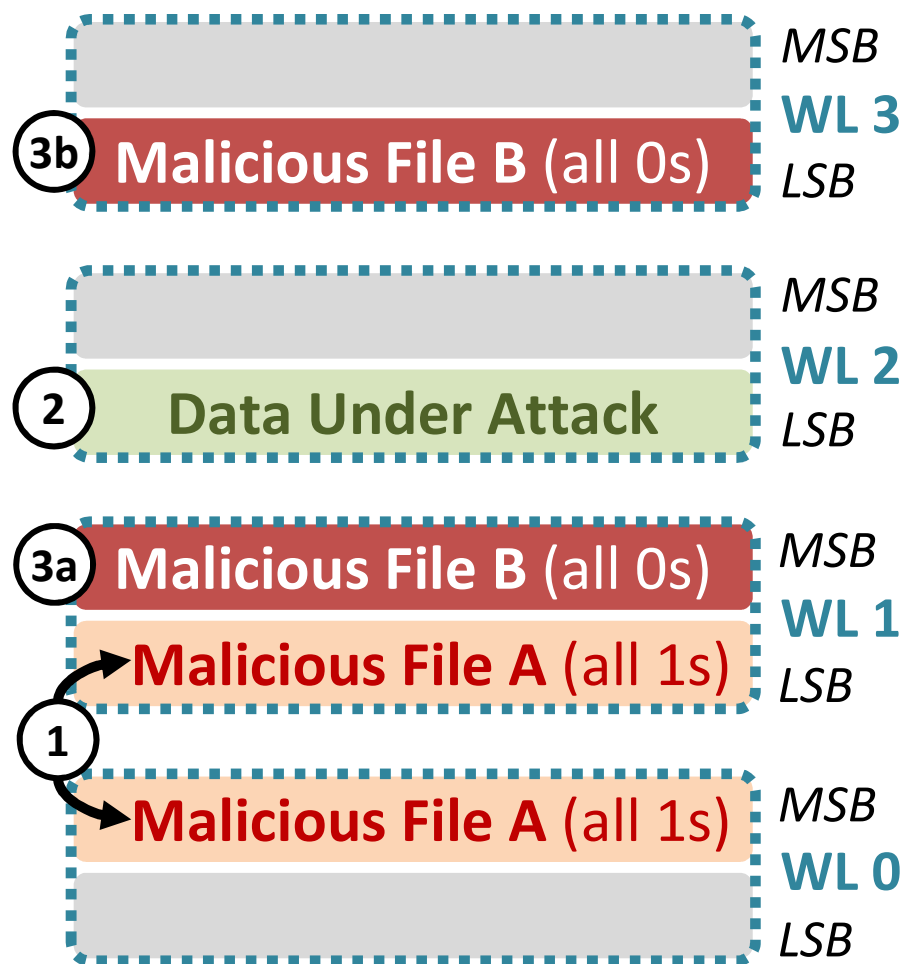 MSB
WL 3
3b Malicious File B (all 0s)
LSB
MSB
WL 2
2 Data Under Attack
LSB
3a Malicious File B (all 0s)
MSB
WL 1
Malicious File A (all 1s)
LSB
1
Malicious File A (all 1s)
MSB
WL 0
LSB